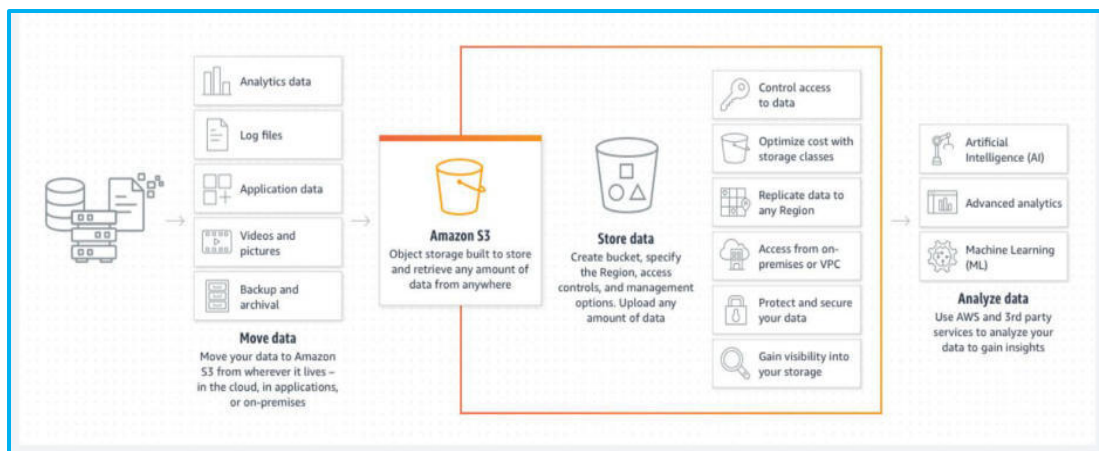 Analytics data
Log files
Application data
Videos and
pictures
Backup and
archival
Move data
Move your data to Amazon
S3 from wherever it lives –
in the cloud, in applications,
or on-premises
Amazon S3
Object storage built to store
and retrieve any amount of
data from anywhere
Store data
Create bucket, specify
the Region, access
controls, and management
options. Upload any
amount of data
Control access
to data
Optimize cost with
storage classes
Replicate data to
any Region
Access from on-
premises or VPC
Protect and secure
your data
Gain visibility into
your storage
Artificial
Intelligence (AI)
Advanced analytics
Machine Learning
(ML)
Analyze data
Use AWS and 3rd party
services to analyze your
data to gain insights